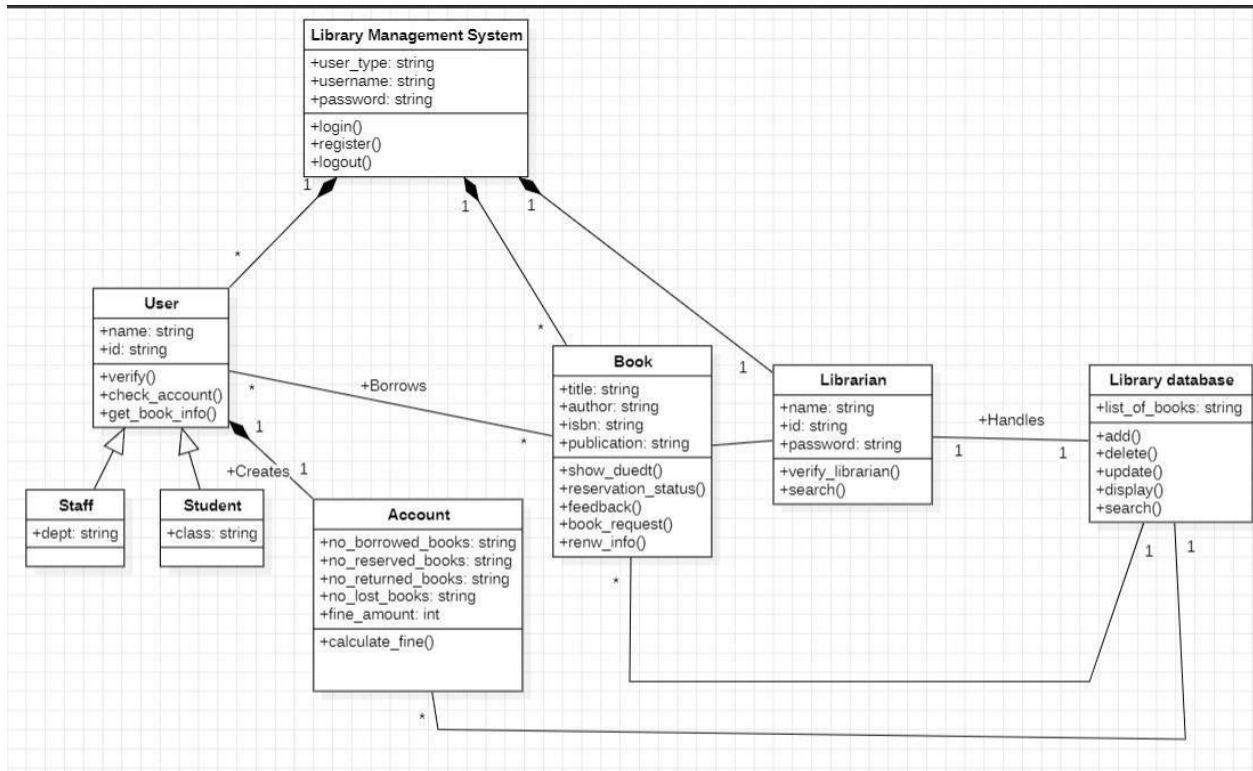 Library Management System
+user_type: string
+username: string
+password: string
+login()
+register()
+logout()
1
1
1
*
*
1
User
+name: string
+id: string
+verify()
+check_account()
+get_book_info()
*
+Borrows
*
1
+Creates
1
Book
+title: string
+author: string
+isbn: string
+publication: string
+show_duedt()
+reservation_status()
+feedback()
+book_request()
+renw_info()
*
Librarian
+name: string
+id: string
+password: string
+verify_librarian()
+search()
+Handles
1
1
Library database
+list_of_books: string
+add()
+delete()
+update()
+display()
+search()
1
1
Staff
+dept: string
Student
+class: string
Account
+no_borrowed_books: string
+no_reserved_books: string
+no_returned_books: string
+no_lost_books: string
+fine_amount: int
+calculate_fine()
*